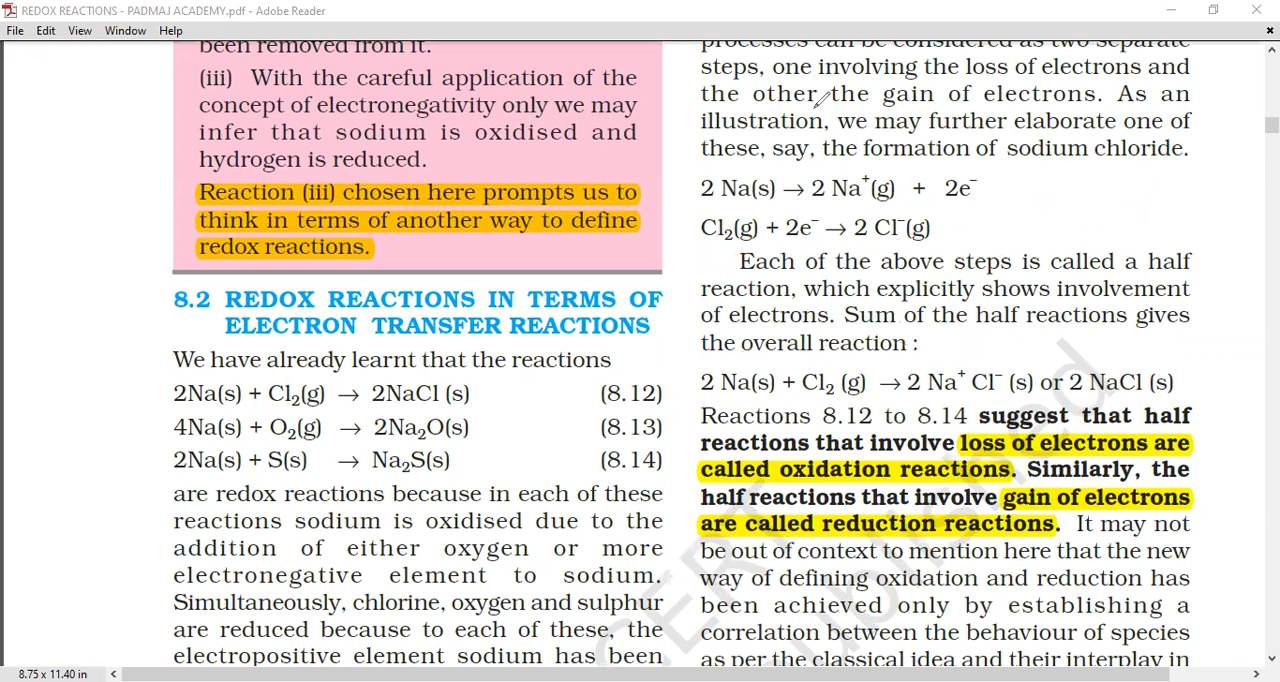 REDOX REACTIONS - PADMAJ ACADEMY.pdf - Adobe Reader
File Edit View Window Help
been removed from it.
(iii) With the careful application of the
concept of electronegativity only we may
infer that sodium is oxidised and
hydrogen is reduced.
Reaction (iii) chosen here prompts us to
think in terms of another way to define
redox reactions.
8.2 REDOX REACTIONS IN TERMS OF
ELECTRON TRANSFER REACTIONS
We have already learnt that the reactions
2Na(s) + Cl₂(g) → 2NaCl (s) (8.12)
4Na(s) + O₂(g) → 2Na₂O(s) (8.13)
2Na(s) + S(s) → Na₂S(s) (8.14)
are redox reactions because in each of these
reactions sodium is oxidised due to the
addition of either oxygen or more
electronegative element to sodium.
Simultaneously, chlorine, oxygen and sulphur
are reduced because to each of these, the
electropositive element sodium has been
processes can be considered as two separate
steps, one involving the loss of electrons and
the other the gain of electrons. As an
illustration, we may further elaborate one of
these, say, the formation of sodium chloride.
2 Na(s) → 2 Na⁺(g) + 2e⁻
Cl₂(g) + 2e⁻ → 2 Cl⁻(g)
Each of the above steps is called a half
reaction, which explicitly shows involvement
of electrons. Sum of the half reactions gives
the overall reaction :
2 Na(s) + Cl₂ (g) → 2 Na⁺ Cl⁻ (s) or 2 NaCl (s)
Reactions 8.12 to 8.14 suggest that half
reactions that involve loss of electrons are
called oxidation reactions. Similarly, the
half reactions that involve gain of electrons
are called reduction reactions. It may not
be out of context to mention here that the new
way of defining oxidation and reduction has
been achieved only by establishing a
correlation between the behaviour of species
as per the classical idea and their interplay in
8.75 x 11.40 in